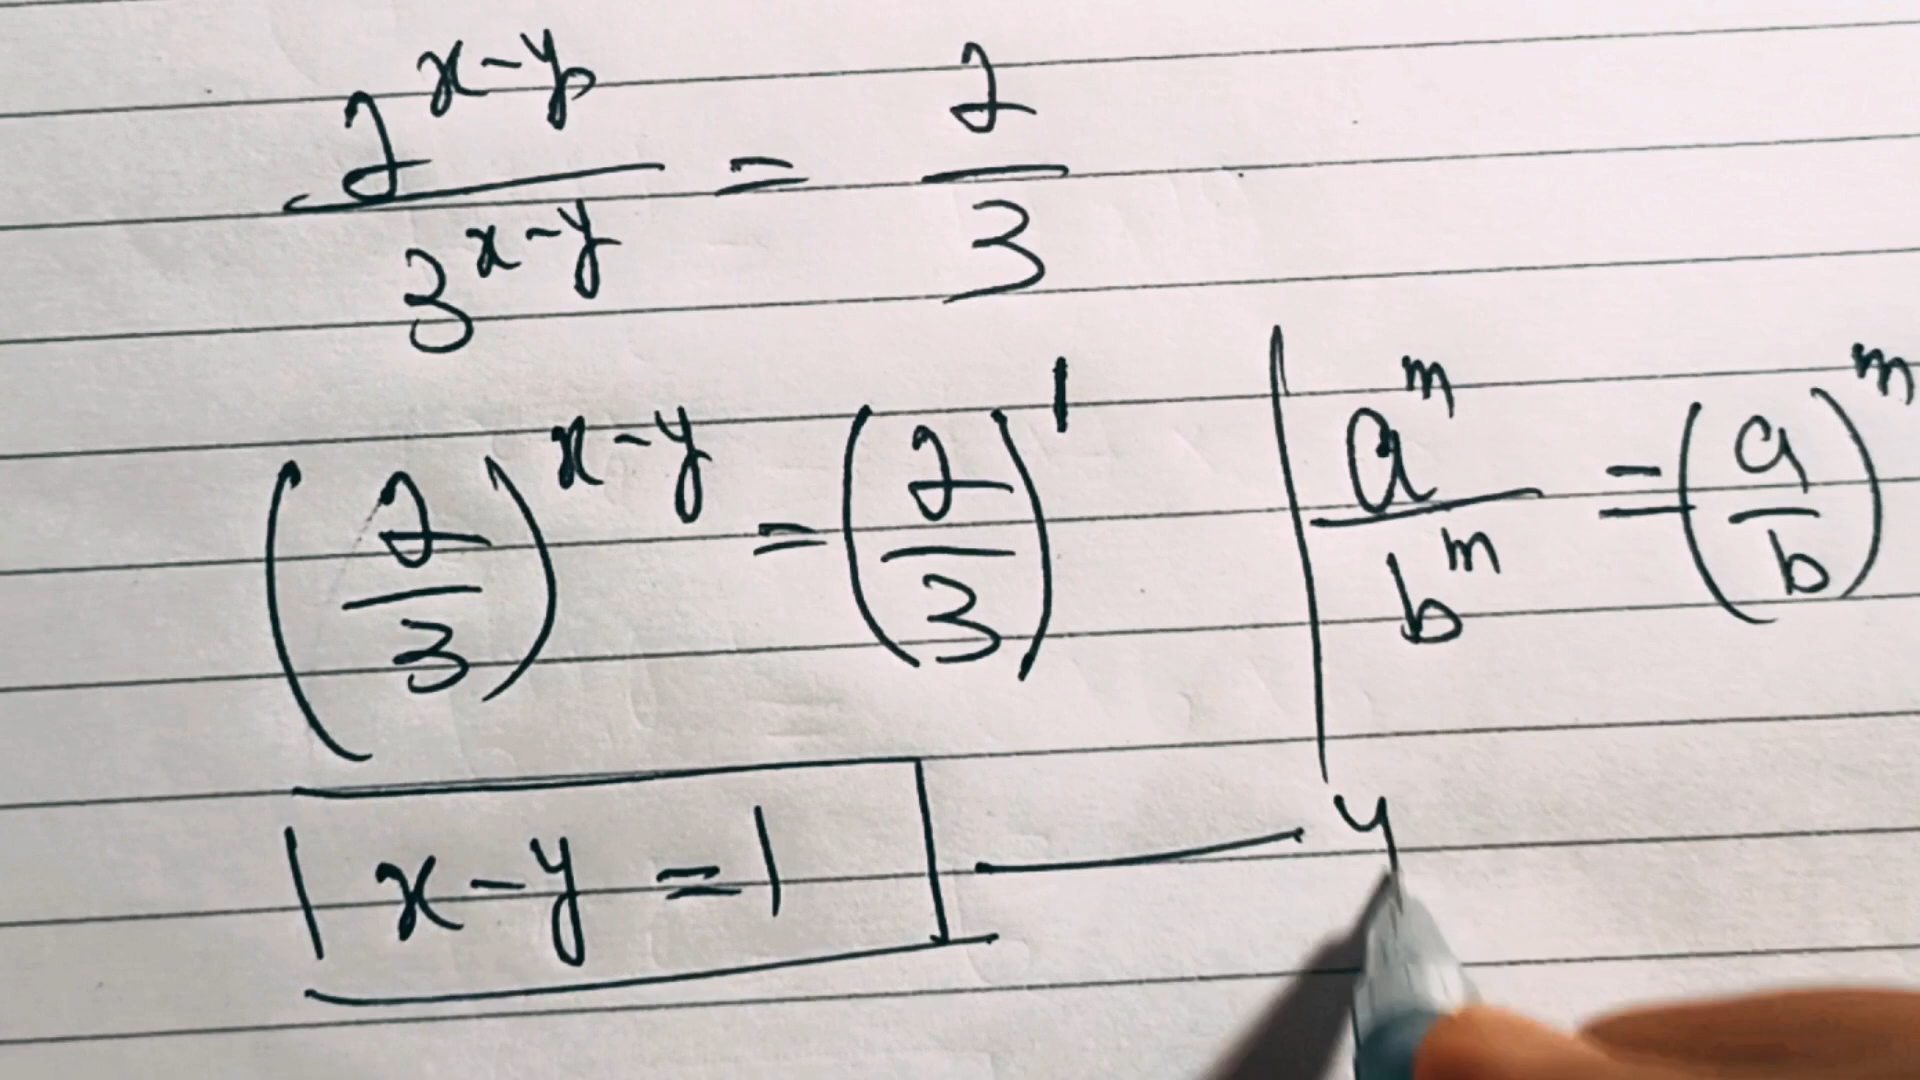 2^(x-y) / 3^(x-y) = 2/3
(2/3)^(x-y) = (2/3)^1
a^m / b^m = (a/b)^m
x-y = 1